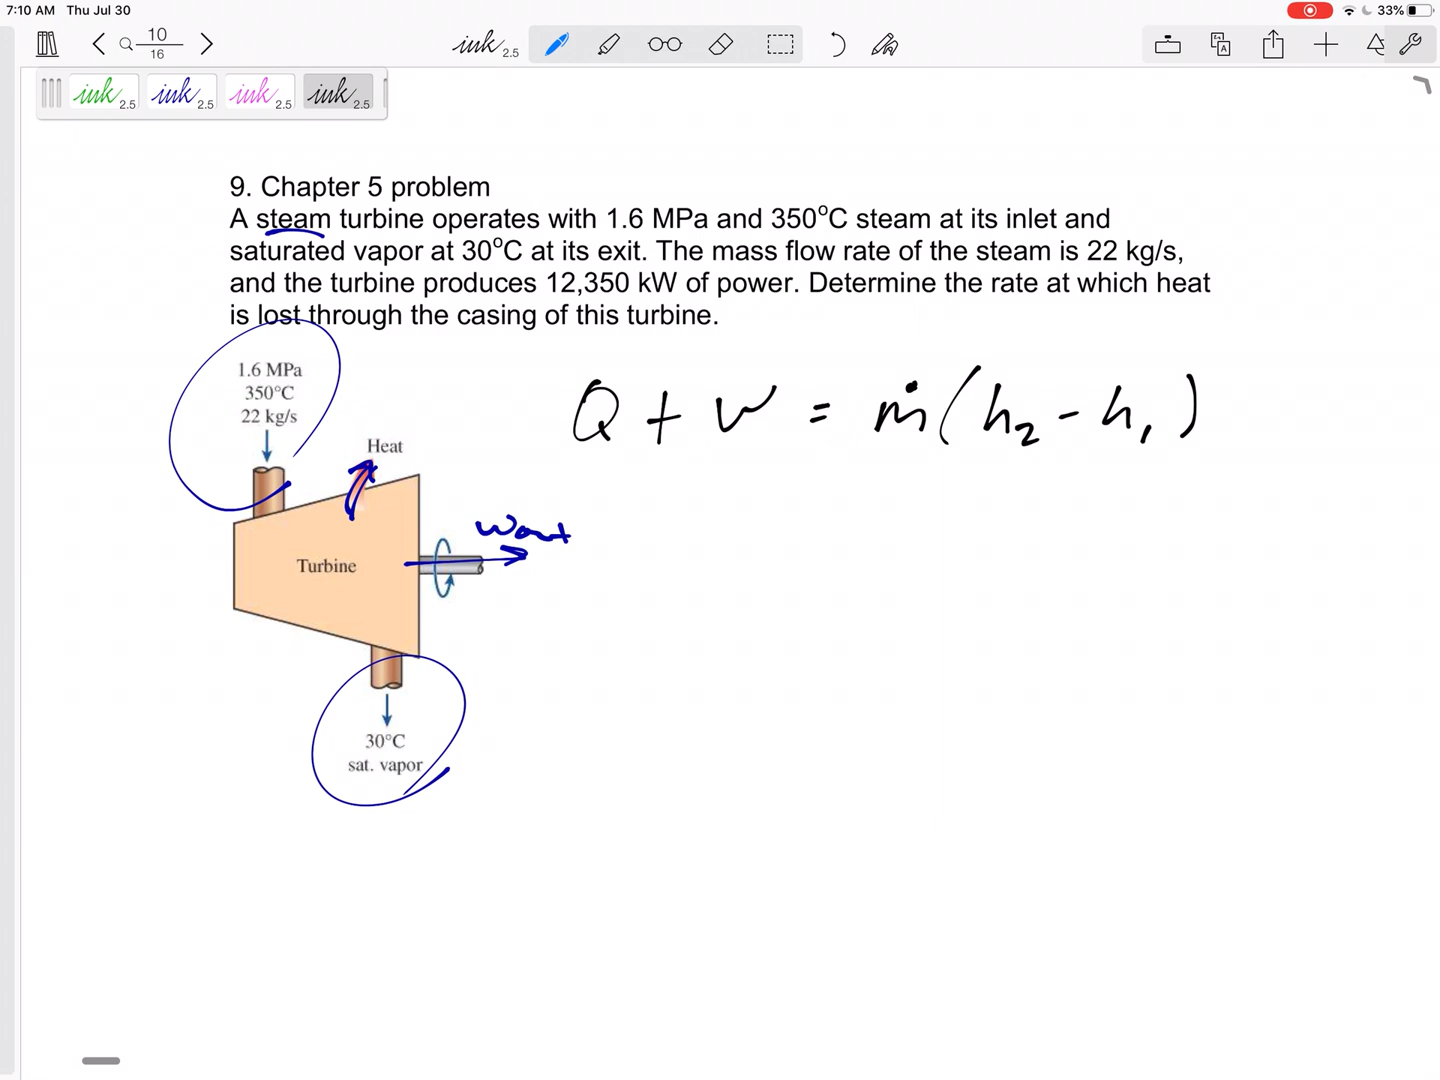 7:10 AM Thu Jul 30
33%
10
16
ink 2.5
ink 2.5 ink 2.5 ink 2.5 ink 2.5
9. Chapter 5 problem
A steam turbine operates with 1.6 MPa and 350°C steam at its inlet and
saturated vapor at 30°C at its exit. The mass flow rate of the steam is 22 kg/s,
and the turbine produces 12,350 kW of power. Determine the rate at which heat
is lost through the casing of this turbine.
1.6 MPa
350°C
22 kg/s
Q + W = ṁ(h₂ - h₁)
Heat
Wout
Turbine
30°C
sat. vapor